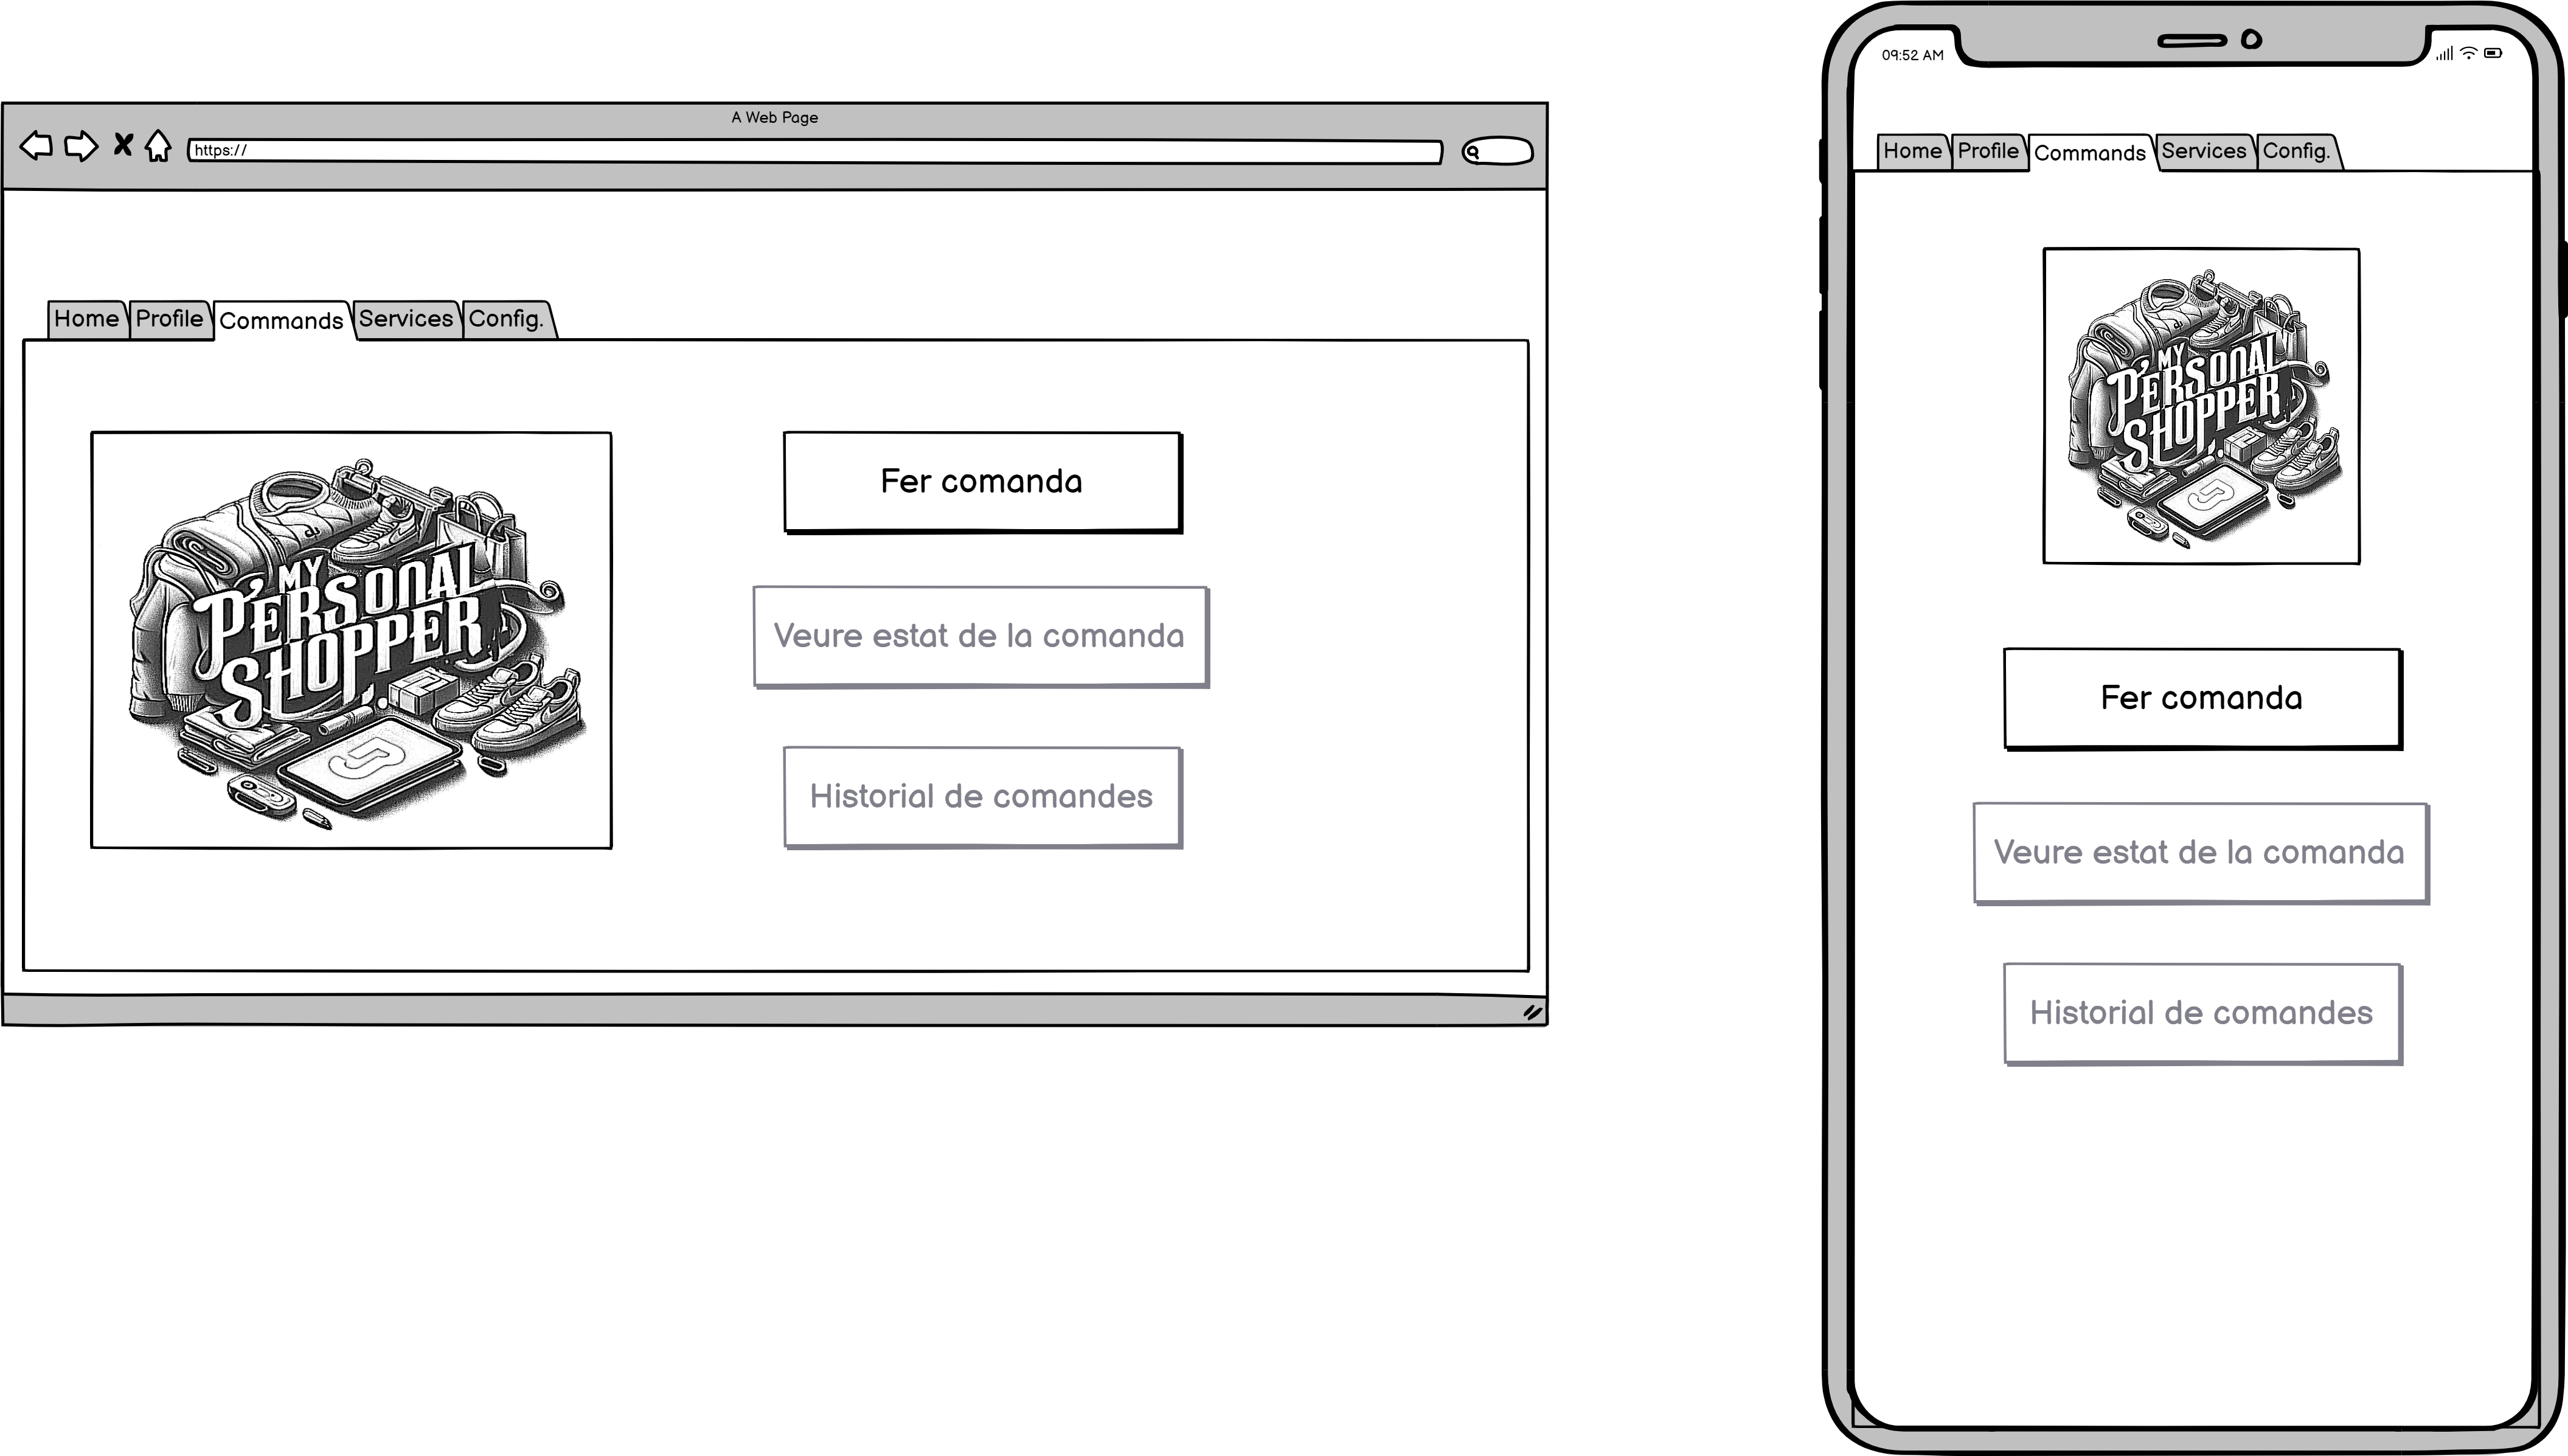 A Web Page
https://
Home Profile Commands Services Config.
MY
PERSONAL
SHOPPER
Fer comanda
Veure estat de la comanda
Historial de comandes
09:52 AM
Home Profile Commands Services Config.
MY
PERSONAL
SHOPPER
Fer comanda
Veure estat de la comanda
Historial de comandes